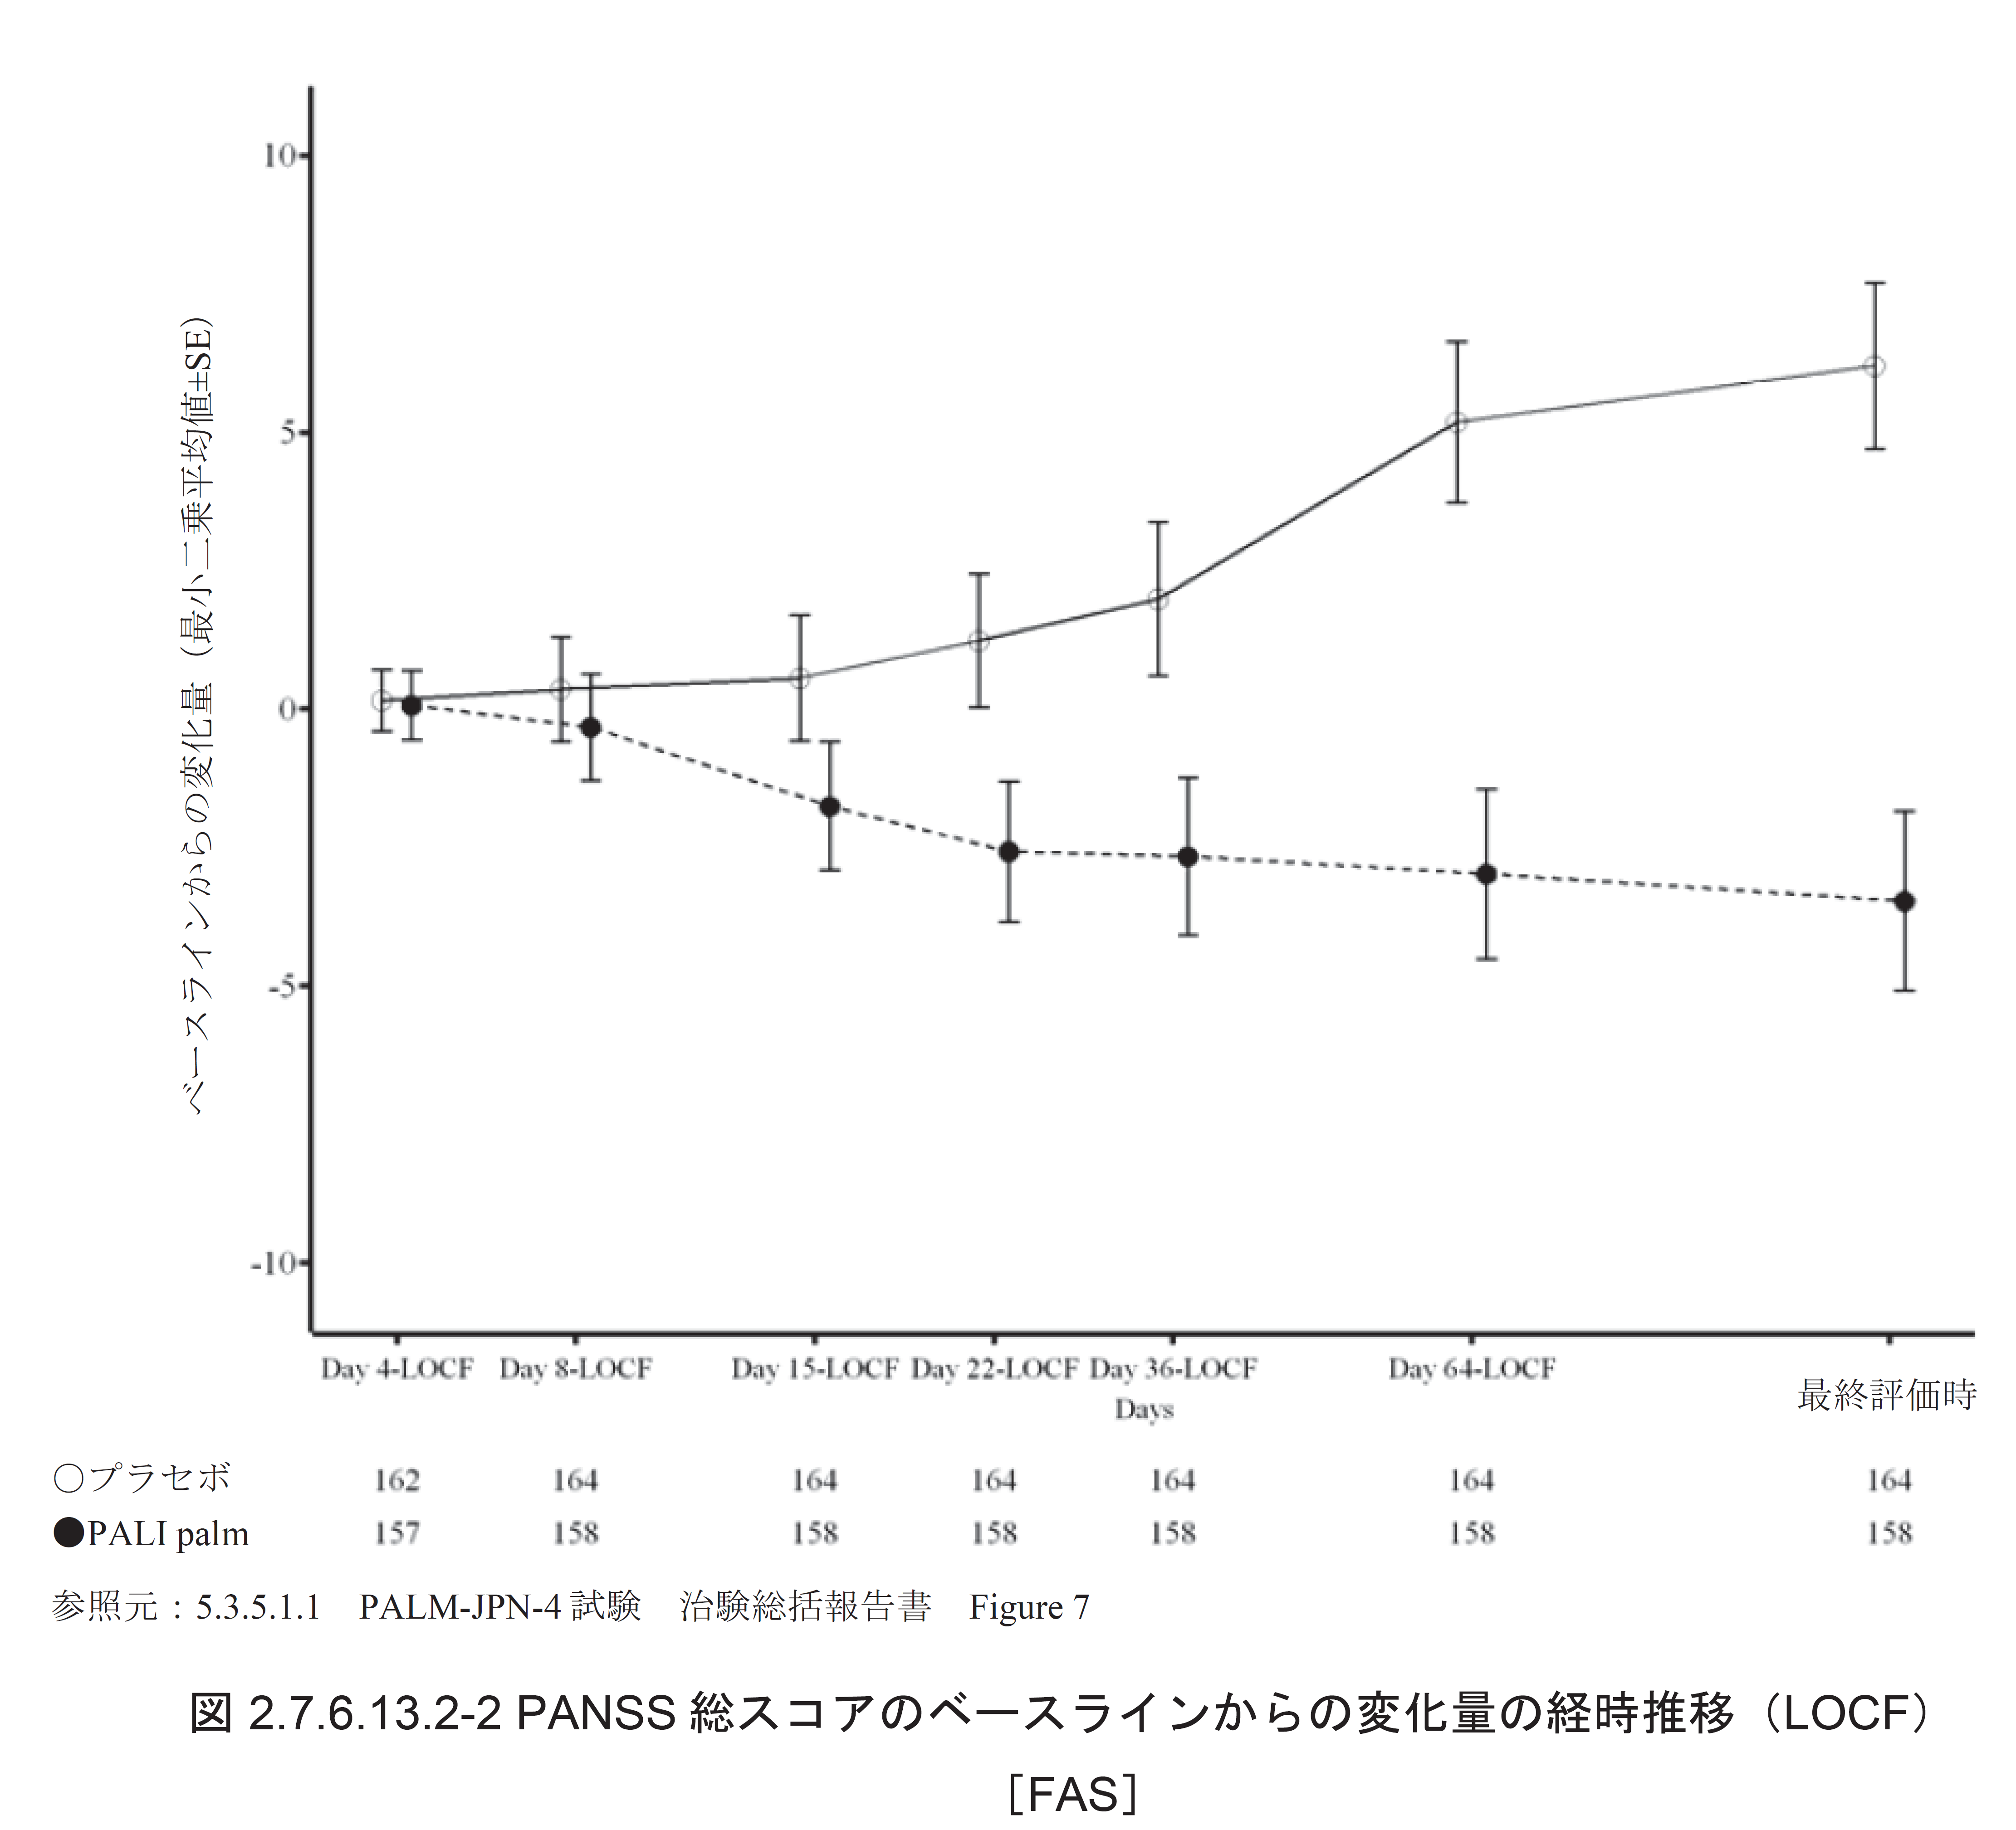 ベースラインからの変化量（最小二乗平均値±SE）
10
5
0
-5
-10
Day 4-LOCF Day 8-LOCF Day 15-LOCF Day 22-LOCF Day 36-LOCF Day 64-LOCF 最終評価時
Days
○プラセボ 162 164 164 164 164 164 164
●PALI palm 157 158 158 158 158 158 158
参照元：5.3.5.1.1　PALM-JPN-4 試験　治験総括報告書　Figure 7
図 2.7.6.13.2-2 PANSS 総スコアのベースラインからの変化量の経時推移（LOCF）
［FAS］